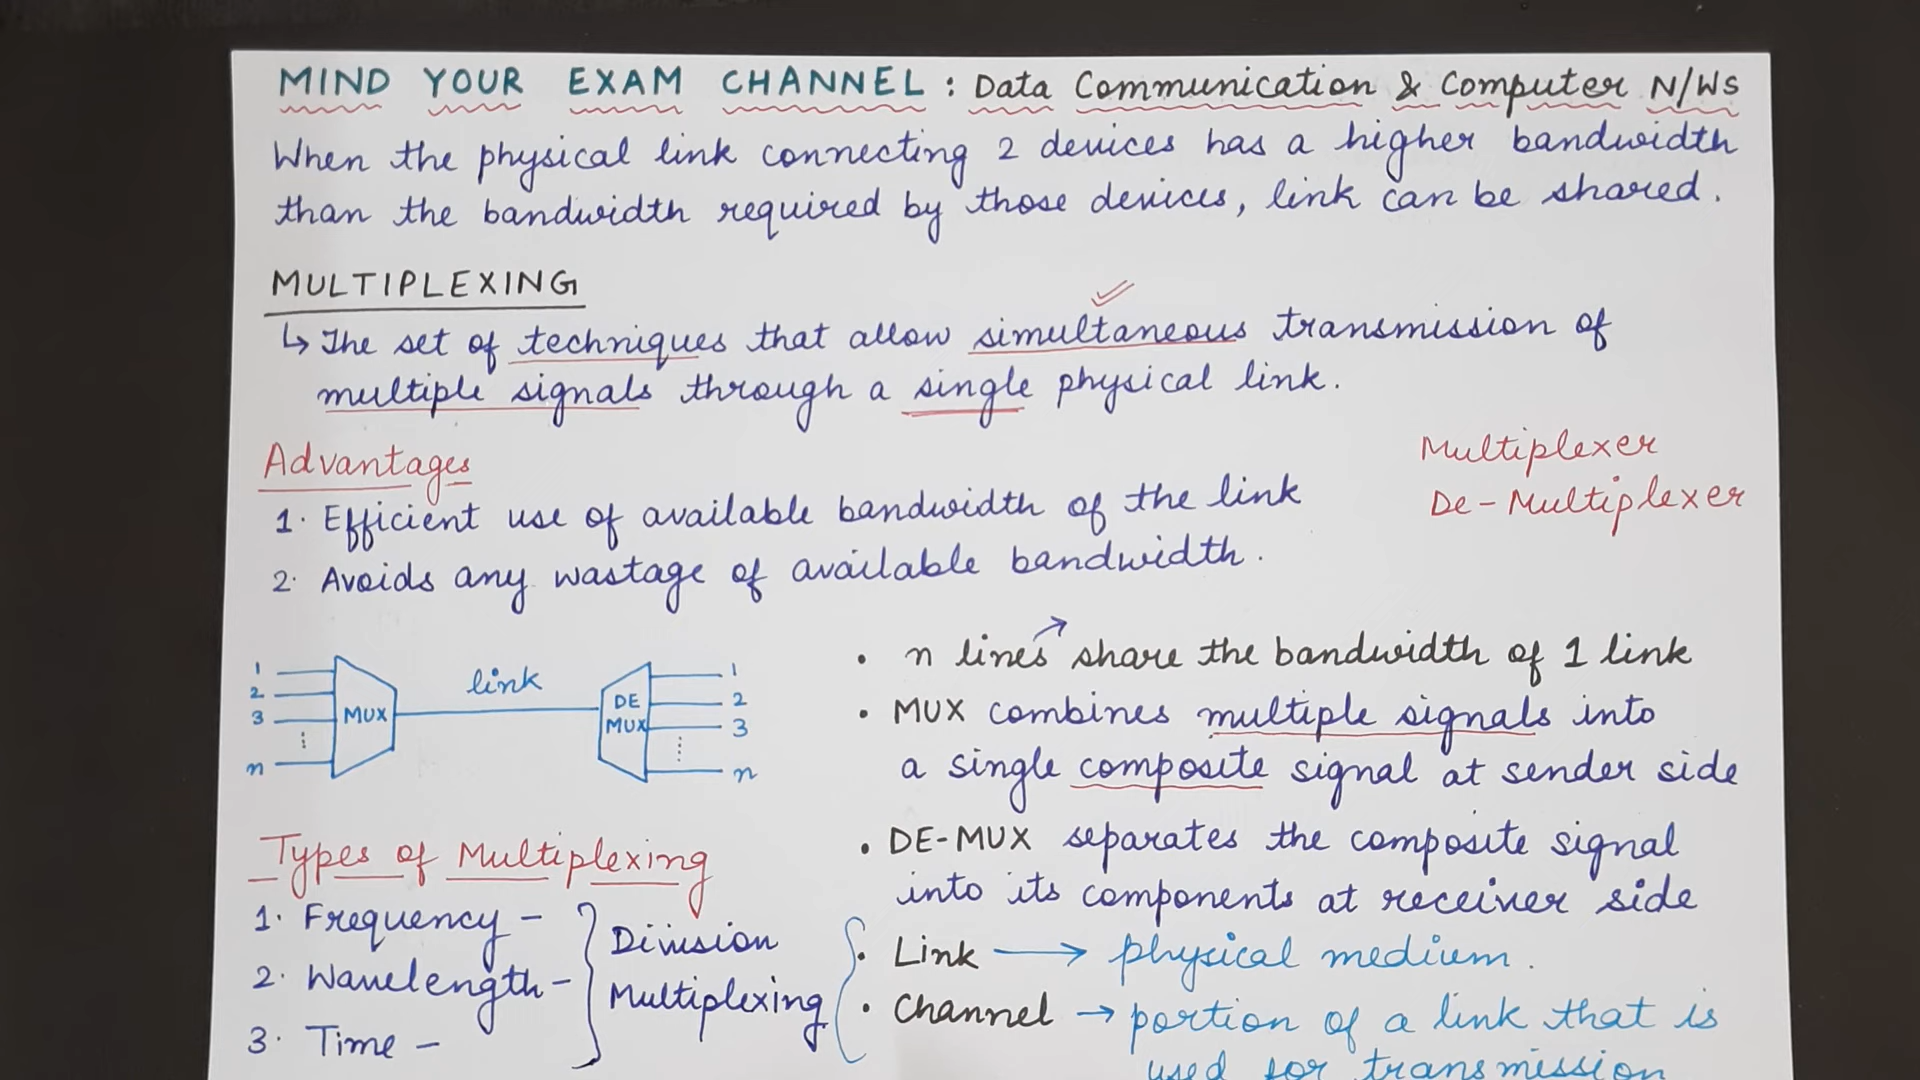 MIND YOUR EXAM CHANNEL : Data Communication & Computer N/Ws
When the physical link connecting 2 devices has a higher bandwidth
than the bandwidth required by those devices, link can be shared.
MULTIPLEXING
↳ The set of techniques that allow simultaneous transmission of
multiple signals through a single physical link.
Advantages
1. Efficient use of available bandwidth of the link
2. Avoids any wastage of available bandwidth.
Multiplexer
De-Multiplexer
1
2
3
n
MUX
link
DE
MUX
1
2
3
n
• n lines share the bandwidth of 1 link
• MUX combines multiple signals into
a single composite signal at sender side
• DE-MUX separates the composite signal
into its components at receiver side
• Link → physical medium.
• Channel → portion of a link that is
used for transmission
Types of Multiplexing
1. Frequency -
2. Wavelength -
3. Time -
Division
Multiplexing